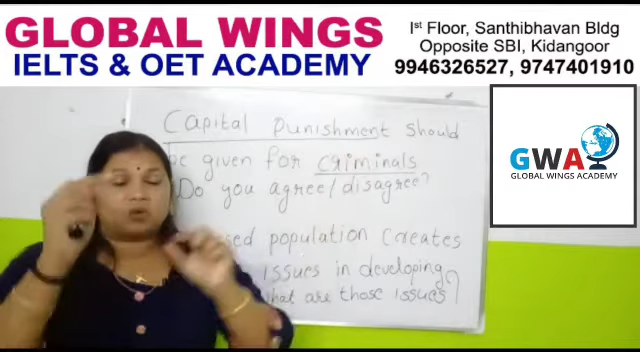 GLOBAL WINGS
IELTS & OET ACADEMY
Ist Floor, Santhibhavan Bldg
Opposite SBI, Kidangoor
9946326527, 9747401910
GWA
GLOBAL WINGS ACADEMY
Capital Punishment should
be given for criminals
Do you agree/disagree?
population creates
issues in developing
what are those issues?